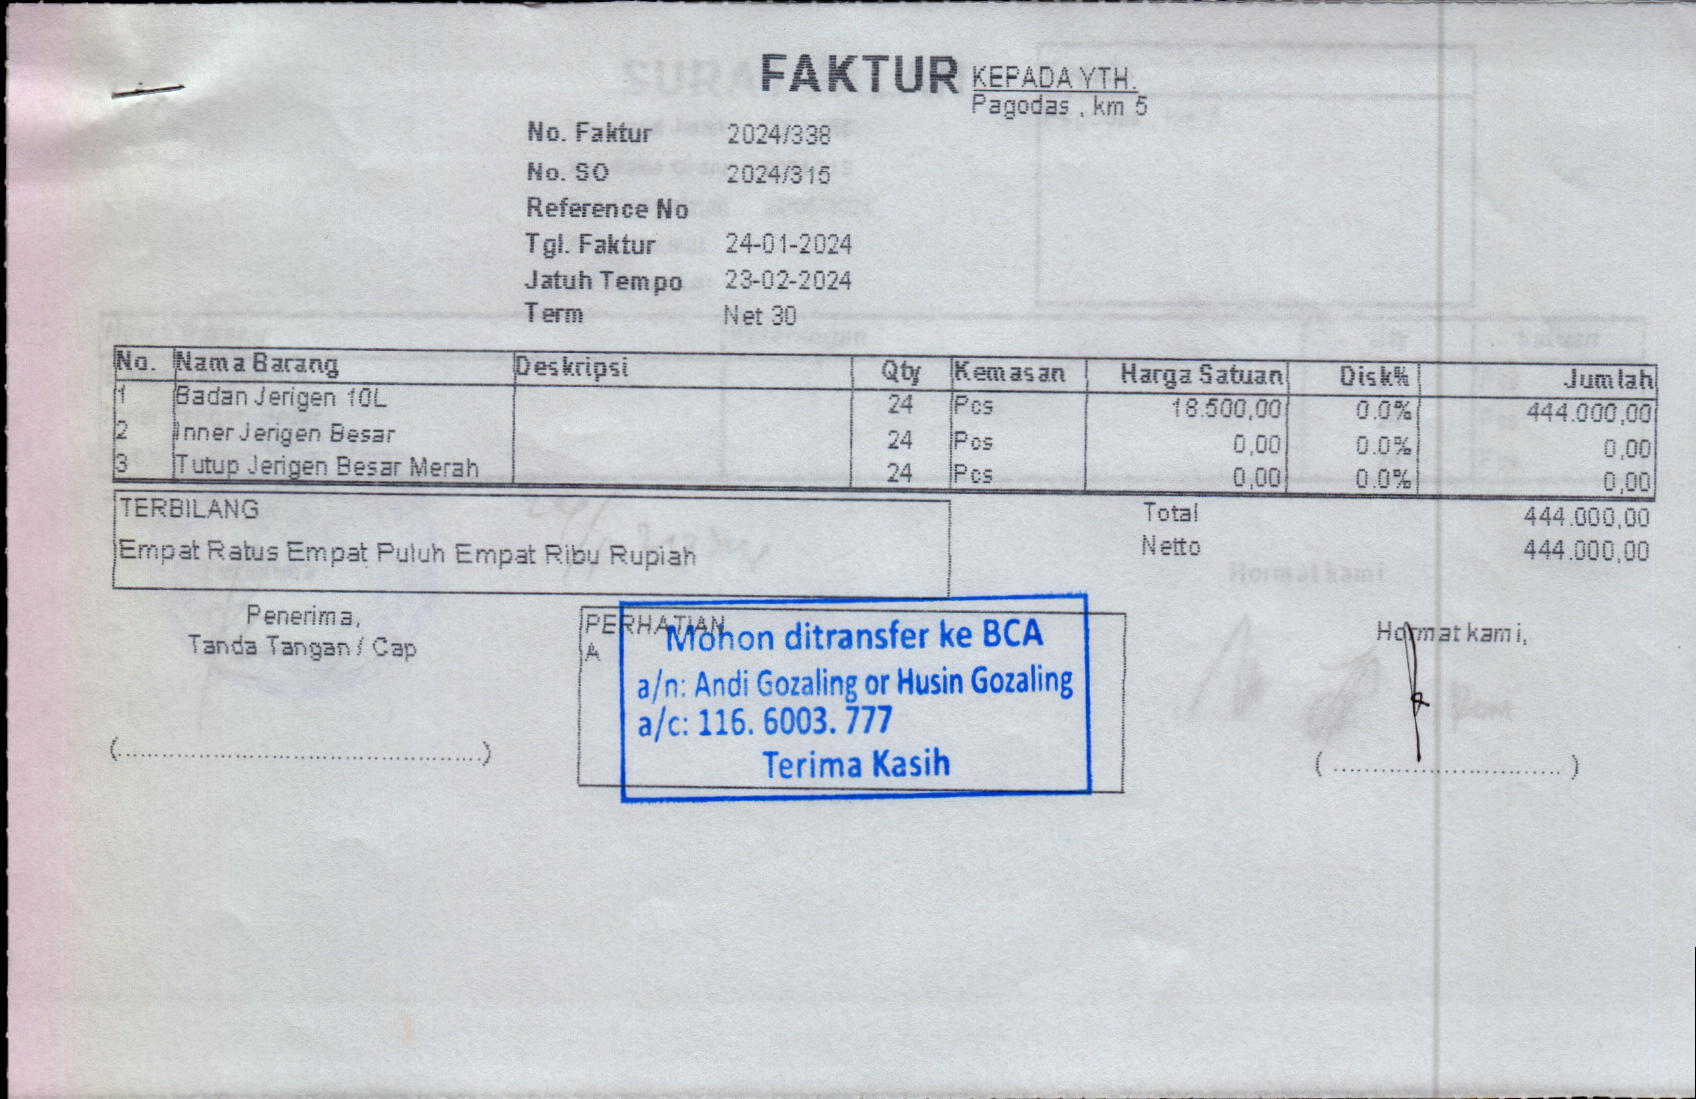 FAKTUR
KEPADA YTH.
Pagodas , km 5
No. Faktur 2024/338
No. SO 2024/315
Reference No
Tgl. Faktur 24-01-2024
Jatuh Tempo 23-02-2024
Term Net 30
No. Nama Barang Deskripsi Qty Kemasan Harga Satuan Disk% Jumlah
1 Badan Jerigen 10L 24 Pcs 18.500,00 0.0% 444.000,00
2 Inner Jerigen Besar 24 Pcs 0,00 0.0% 0,00
3 Tutup Jerigen Besar Merah 24 Pcs 0,00 0.0% 0,00
TERBILANG
Empat Ratus Empat Puluh Empat Ribu Rupiah
Total 444.000,00
Netto 444.000,00
Penerima,
Tanda Tangan / Cap
(..............................................)
PERHATIAN
A
Mohon ditransfer ke BCA
a/n: Andi Gozaling or Husin Gozaling
a/c: 116. 6003. 777
Terima Kasih
Hormat kami,
( ............................. )